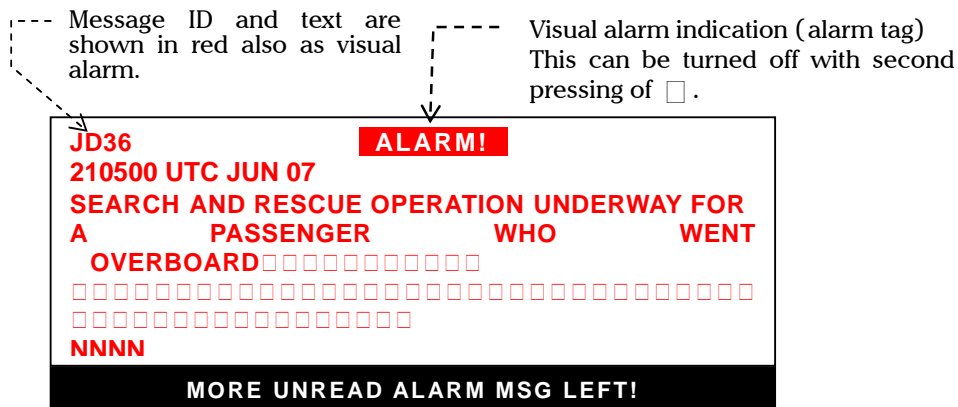 Message ID and text are
shown in red also as visual
alarm.
Visual alarm indication (alarm tag)
This can be turned off with second
pressing of □ .
JD36 ALARM!
210500 UTC JUN 07
SEARCH AND RESCUE OPERATION UNDERWAY FOR
A PASSENGER WHO WENT
OVERBOARD□□□□□□□□□□□
□□□□□□□□□□□□□□□□□□□□□□□□□□□□□□□□□
□□□□□□□□□□□□□□□□□
NNNN
MORE UNREAD ALARM MSG LEFT!